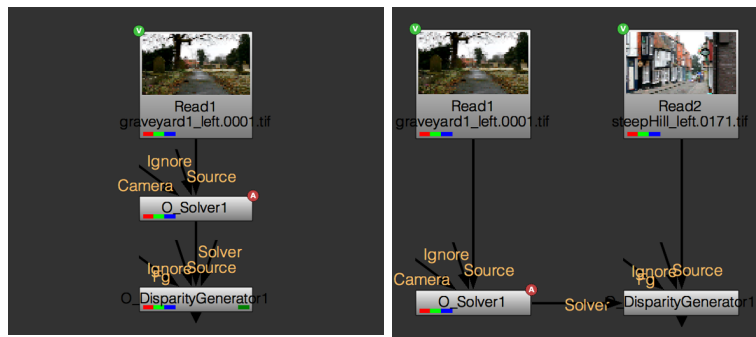 V
Read1
graveyard1_left.0001.tif
Ignore
Source
Camera
A
O_Solver1
Solver
Ignore
Source
Fg
O_DisparityGenerator1
V
Read1
graveyard1_left.0001.tif
V
Read2
steepHill_left.0171.tif
Ignore
Source
Camera
Ignore
Source
Fg
A
O_Solver1
Solver
O_DisparityGenerator1